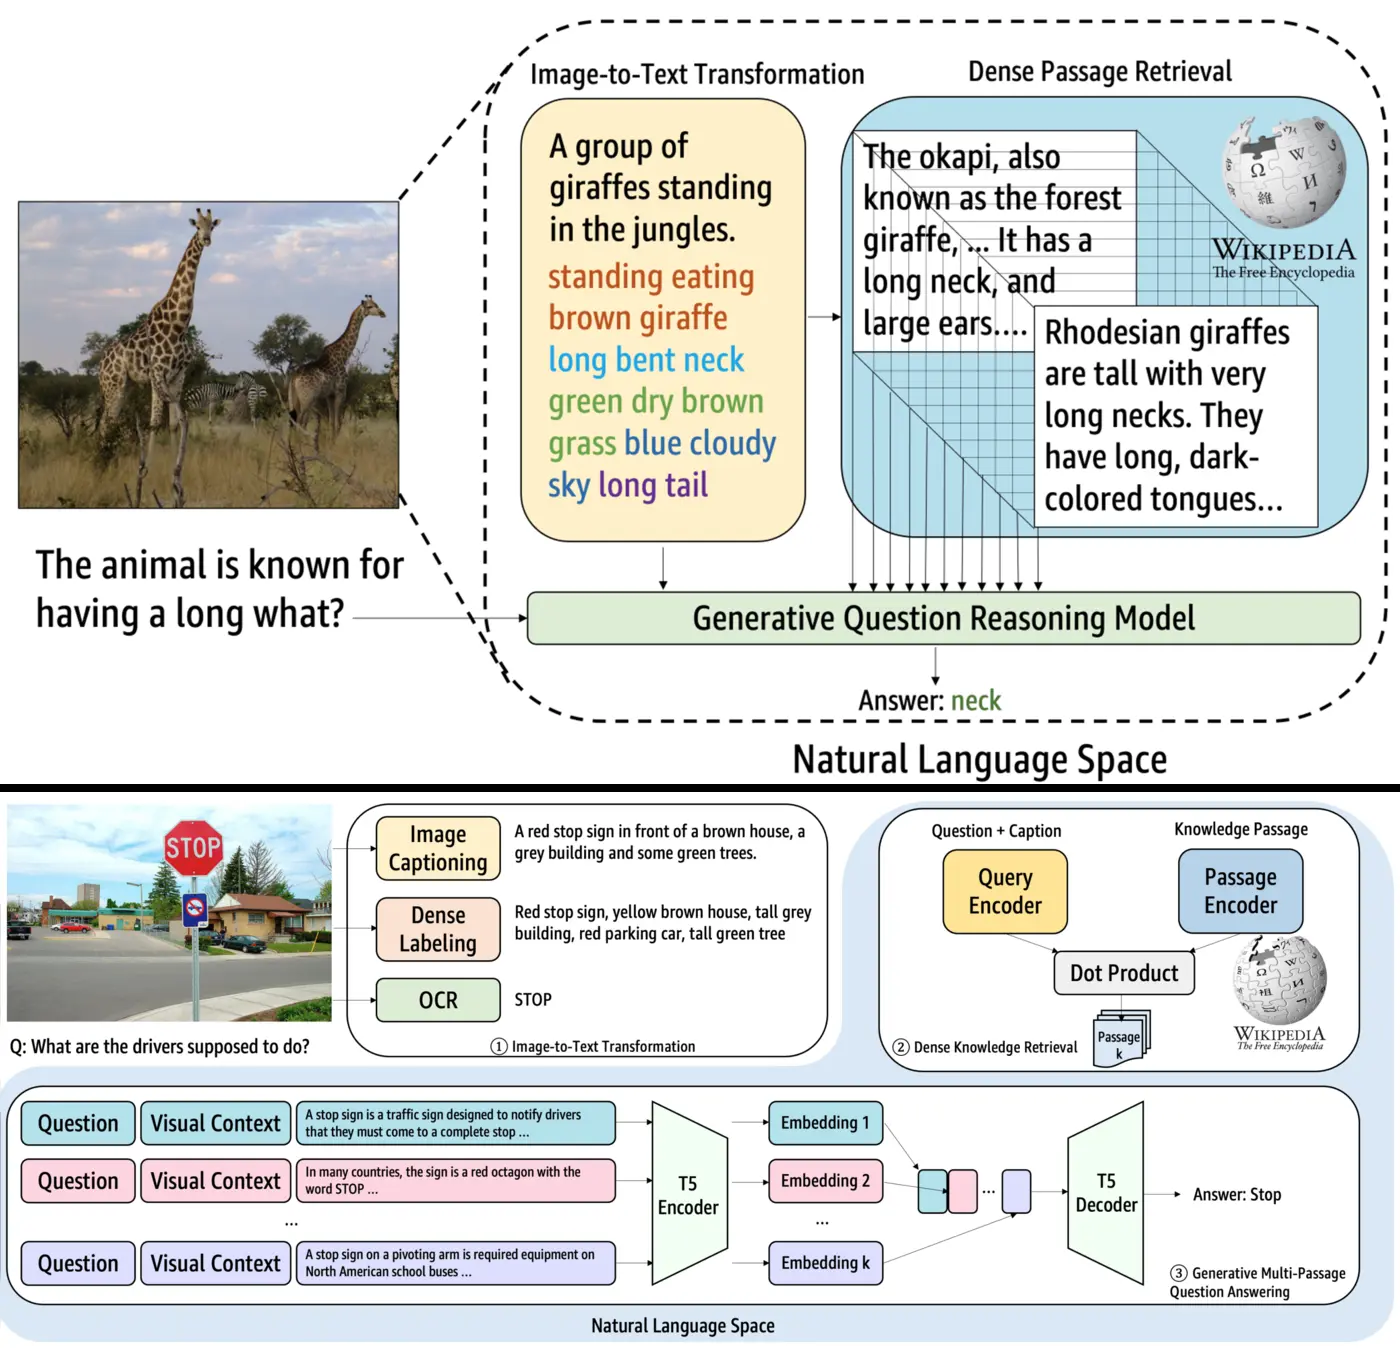 Image-to-Text Transformation
Dense Passage Retrieval
A group of
giraffes standing
in the jungles.
standing eating
brown giraffe
long bent neck
green dry brown
grass blue cloudy
sky long tail
The okapi, also
known as the forest
giraffe, ... It has a
long neck, and
large ears....
WIKIPEDIA
The Free Encyclopedia
Rhodesian giraffes
are tall with very
long necks. They
have long, dark-
colored tongues...
The animal is known for
having a long what?
Generative Question Reasoning Model
Answer: neck
Natural Language Space
STOP
Q: What are the drivers supposed to do?
Image
Captioning
A red stop sign in front of a brown house, a
grey building and some green trees.
Dense
Labeling
Red stop sign, yellow brown house, tall grey
building, red parking car, tall green tree
OCR
STOP
① Image-to-Text Transformation
Question + Caption
Knowledge Passage
Query
Encoder
Passage
Encoder
Dot Product
Passage
k
WIKIPEDIA
The Free Encyclopedia
② Dense Knowledge Retrieval
Question
Visual Context
A stop sign is a traffic sign designed to notify drivers
that they must come to a complete stop ...
Question
Visual Context
In many countries, the sign is a red octagon with the
word STOP ...
...
Question
Visual Context
A stop sign on a pivoting arm is required equipment on
North American school buses ...
T5
Encoder
Embedding 1
Embedding 2
...
Embedding k
...
T5
Decoder
Answer: Stop
③ Generative Multi-Passage
Question Answering
Natural Language Space